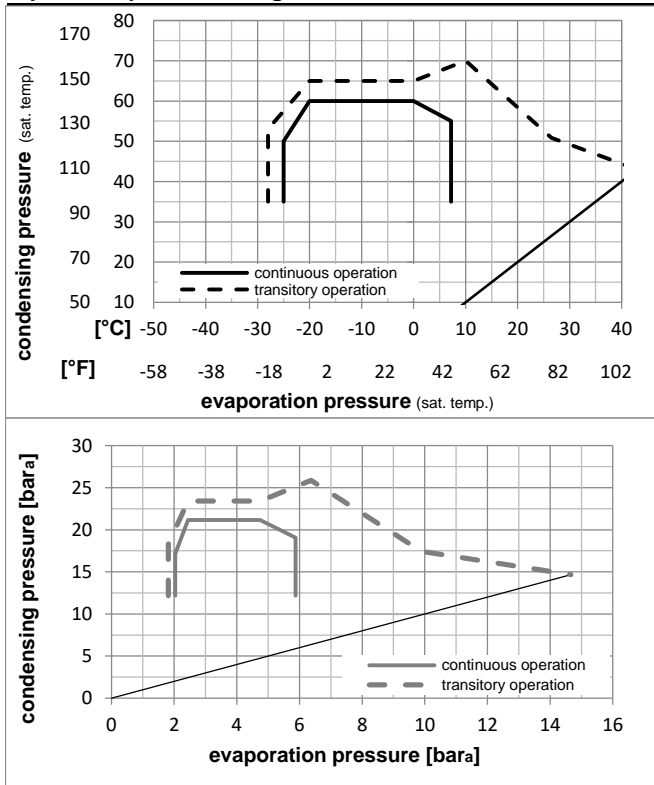 170 80
150 70
130 60
50
110 40
90 30
70 20
50 10
condensing pressure (sat. temp.)
continuous operation
transitory operation
[°C] -50 -40 -30 -20 -10 0 10 20 30 40
[°F] -58 -38 -18 2 22 42 62 82 102
evaporation pressure (sat. temp.)
30
25
20
15
10
5
0
condensing pressure [bara]
continuous operation
transitory operation
0 2 4 6 8 10 12 14 16
evaporation pressure [bara]